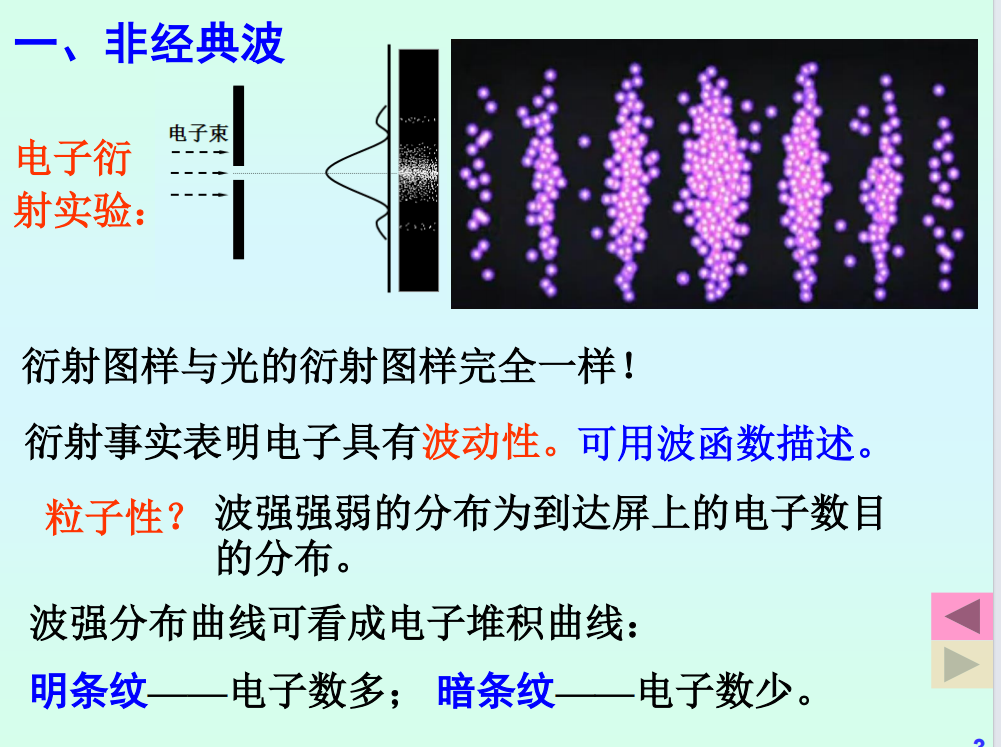 一、非经典波
电子束
电子衍
射实验：
衍射图样与光的衍射图样完全一样！
衍射事实表明电子具有波动性。可用波函数描述。
粒子性？ 波强强弱的分布为到达屏上的电子数目
的分布。
波强分布曲线可看成电子堆积曲线：
明条纹——电子数多； 暗条纹——电子数少。